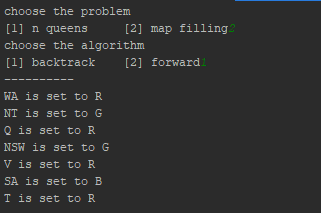 choose the problem
[1] n queens [2] map filling2
choose the algorithm
[1] backtrack [2] forward1
----------
WA is set to R
NT is set to G
Q is set to R
NSW is set to G
V is set to R
SA is set to B
T is set to R